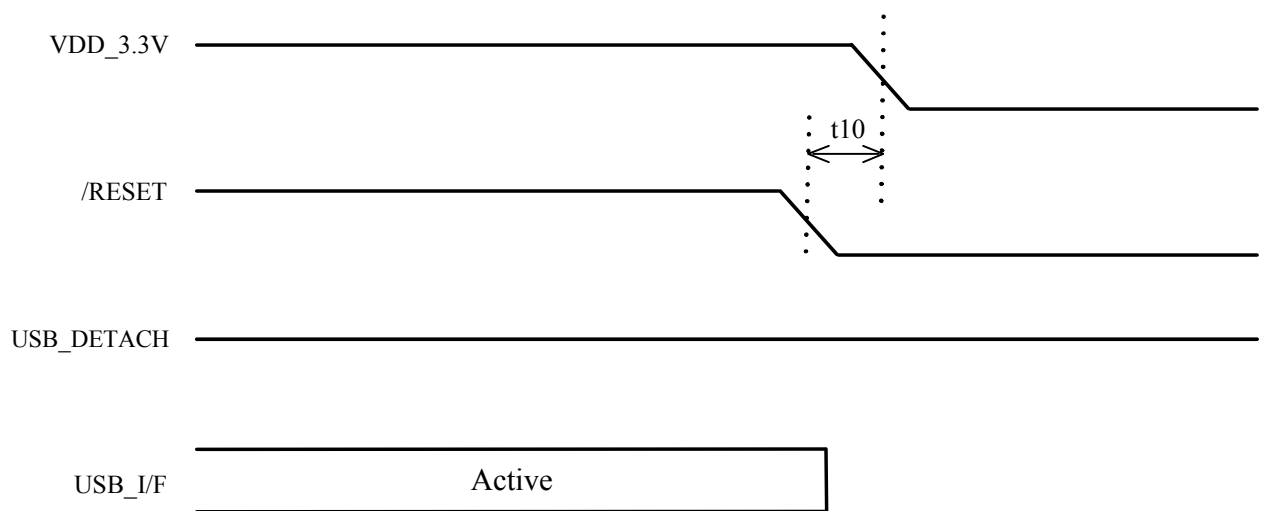 VDD_3.3V
t10
/RESET
USB_DETACH
USB_I/F
Active